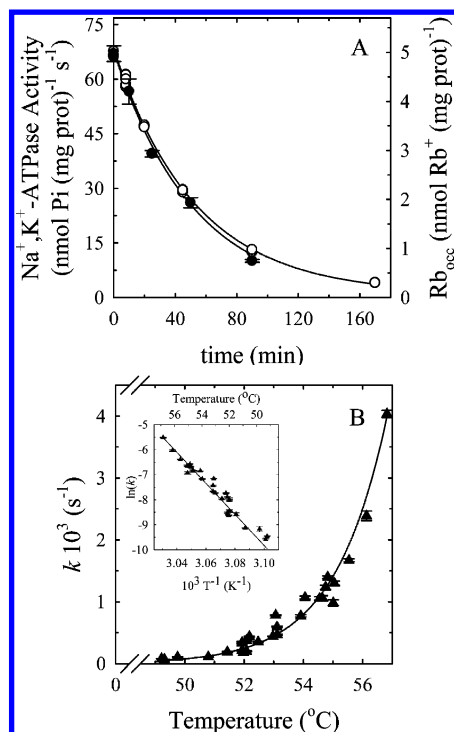 A
Na⁺,K⁺-ATPase Activity
(nmol Pi (mg prot)⁻¹ s⁻¹)
75
60
45
30
15
0
Rb_occ (nmol Rb⁺ (mg prot)⁻¹)
5
4
3
2
1
0
0 40 80 120 160
time (min)
B
k 10³ (s⁻¹)
4
3
2
1
0
Temperature (°C)
56 54 52 50
ln(k)
-5
-6
-7
-8
-9
-10
3.04 3.06 3.08 3.10
10³ T⁻¹ (K⁻¹)
0 50 52 54 56
Temperature (°C)